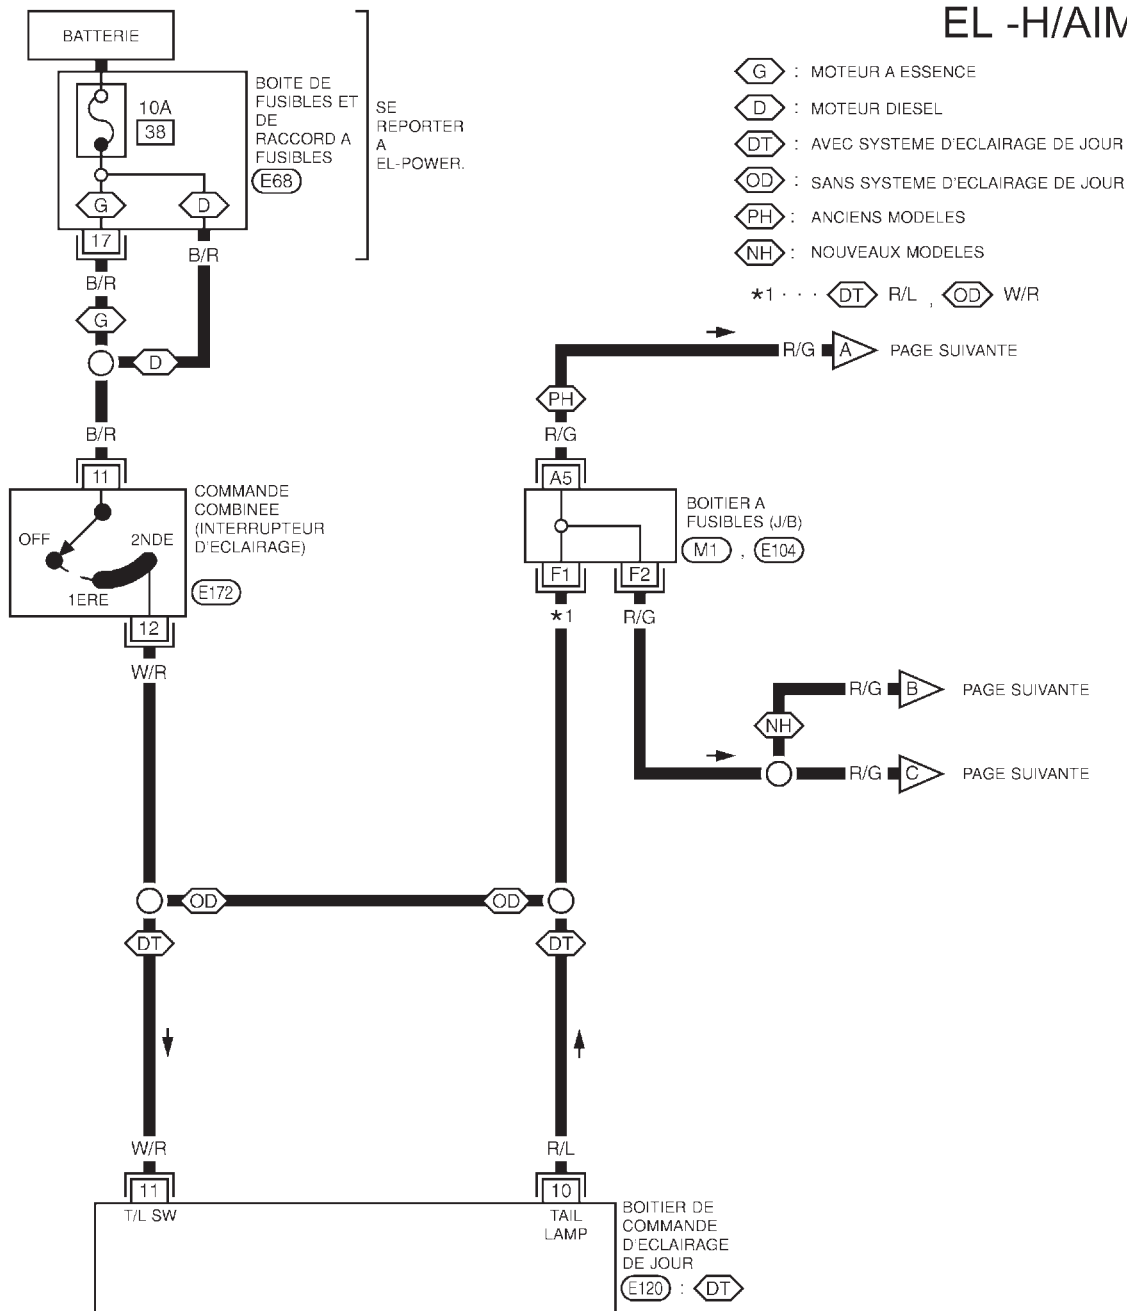 EL -H/AIM
BATTERIE
10A
38
BOITE DE
FUSIBLES ET
DE
RACCORD A
FUSIBLES
E68
SE
REPORTER
A
EL-POWER.
G : MOTEUR A ESSENCE
D : MOTEUR DIESEL
DT : AVEC SYSTEME D'ECLAIRAGE DE JOUR
OD : SANS SYSTEME D'ECLAIRAGE DE JOUR
PH : ANCIENS MODELES
NH : NOUVEAUX MODELES
*1 · · · DT R/L , OD W/R
G
D
17
B/R
B/R
G
D
B/R
11
COMMANDE
COMBINEE
(INTERRUPTEUR
D'ECLAIRAGE)
E172
OFF
2NDE
1ERE
12
W/R
R/G A PAGE SUIVANTE
PH
R/G
A5
BOITIER A
FUSIBLES (J/B)
M1 , E104
F1
F2
*1
R/G
R/G B PAGE SUIVANTE
NH
R/G C PAGE SUIVANTE
OD
OD
DT
DT
W/R
R/L
11
10
T/L SW
TAIL
LAMP
BOITIER DE
COMMANDE
D'ECLAIRAGE
DE JOUR
E120 : DT